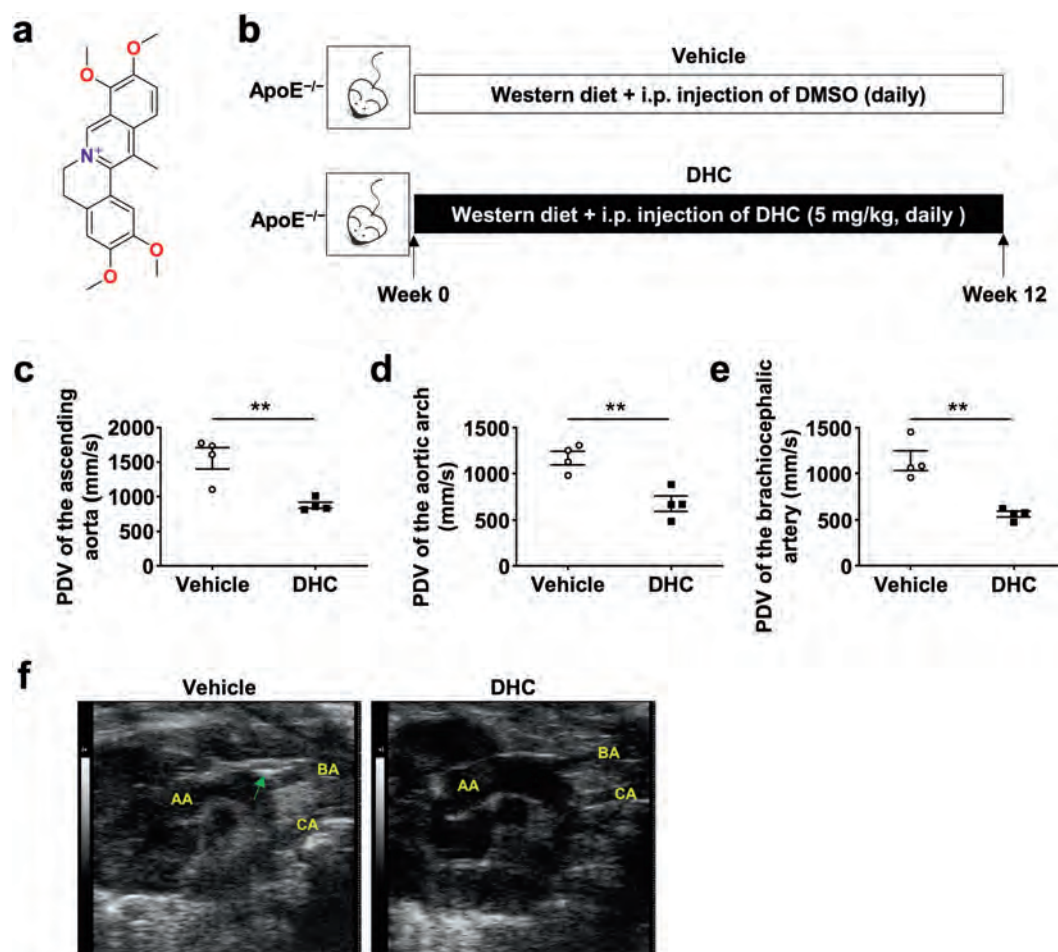 a
O
O
N+
O
O
b
Vehicle
ApoE−/−
Western diet + i.p. injection of DMSO (daily)
DHC
ApoE−/−
Western diet + i.p. injection of DHC (5 mg/kg, daily )
Week 0
Week 12
c
PDV of the ascending
aorta (mm/s)
2000
1500
1000
500
0
**
Vehicle
DHC
d
PDV of the aortic arch
(mm/s)
1500
1000
500
0
**
Vehicle
DHC
e
PDV of the brachiocephalic
artery (mm/s)
1500
1000
500
0
**
Vehicle
DHC
f
Vehicle
AA
BA
CA
DHC
AA
BA
CA